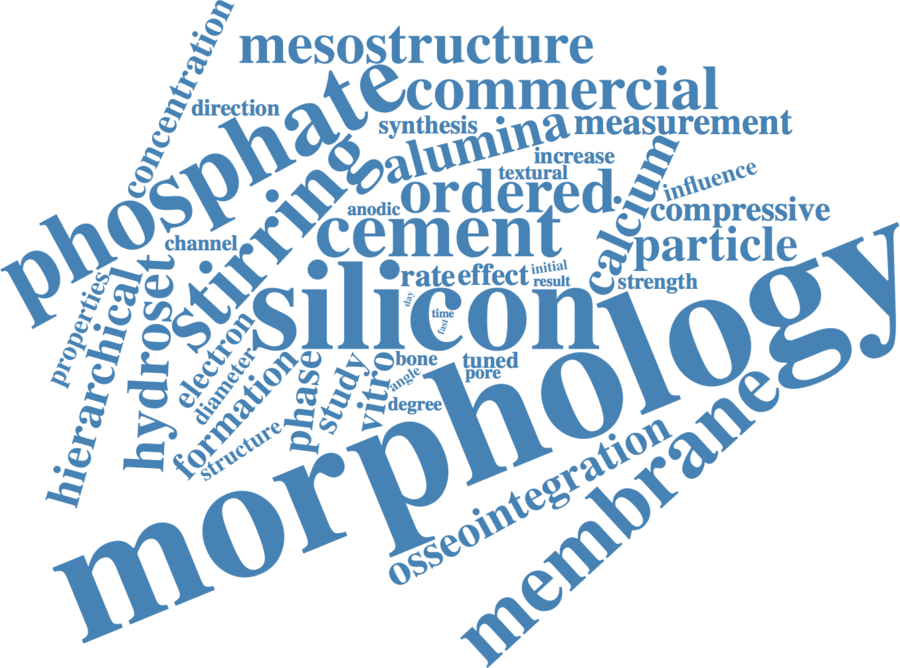 concentration
mesostructure
phosphate
commercial
direction
synthesis
alumina
measurement
stirring
increase
textural
calcium
influence
ordered
anodic
compressive
cement
channel
particle
properties
hierarchical
hydroset
silicon
rate
effect
initial
result
strength
day
time
fast
electron
diameter
formation
structure
phase
study
vitro
bone
angle
degree
tuned
pore
morphology
osseointegration
membrane